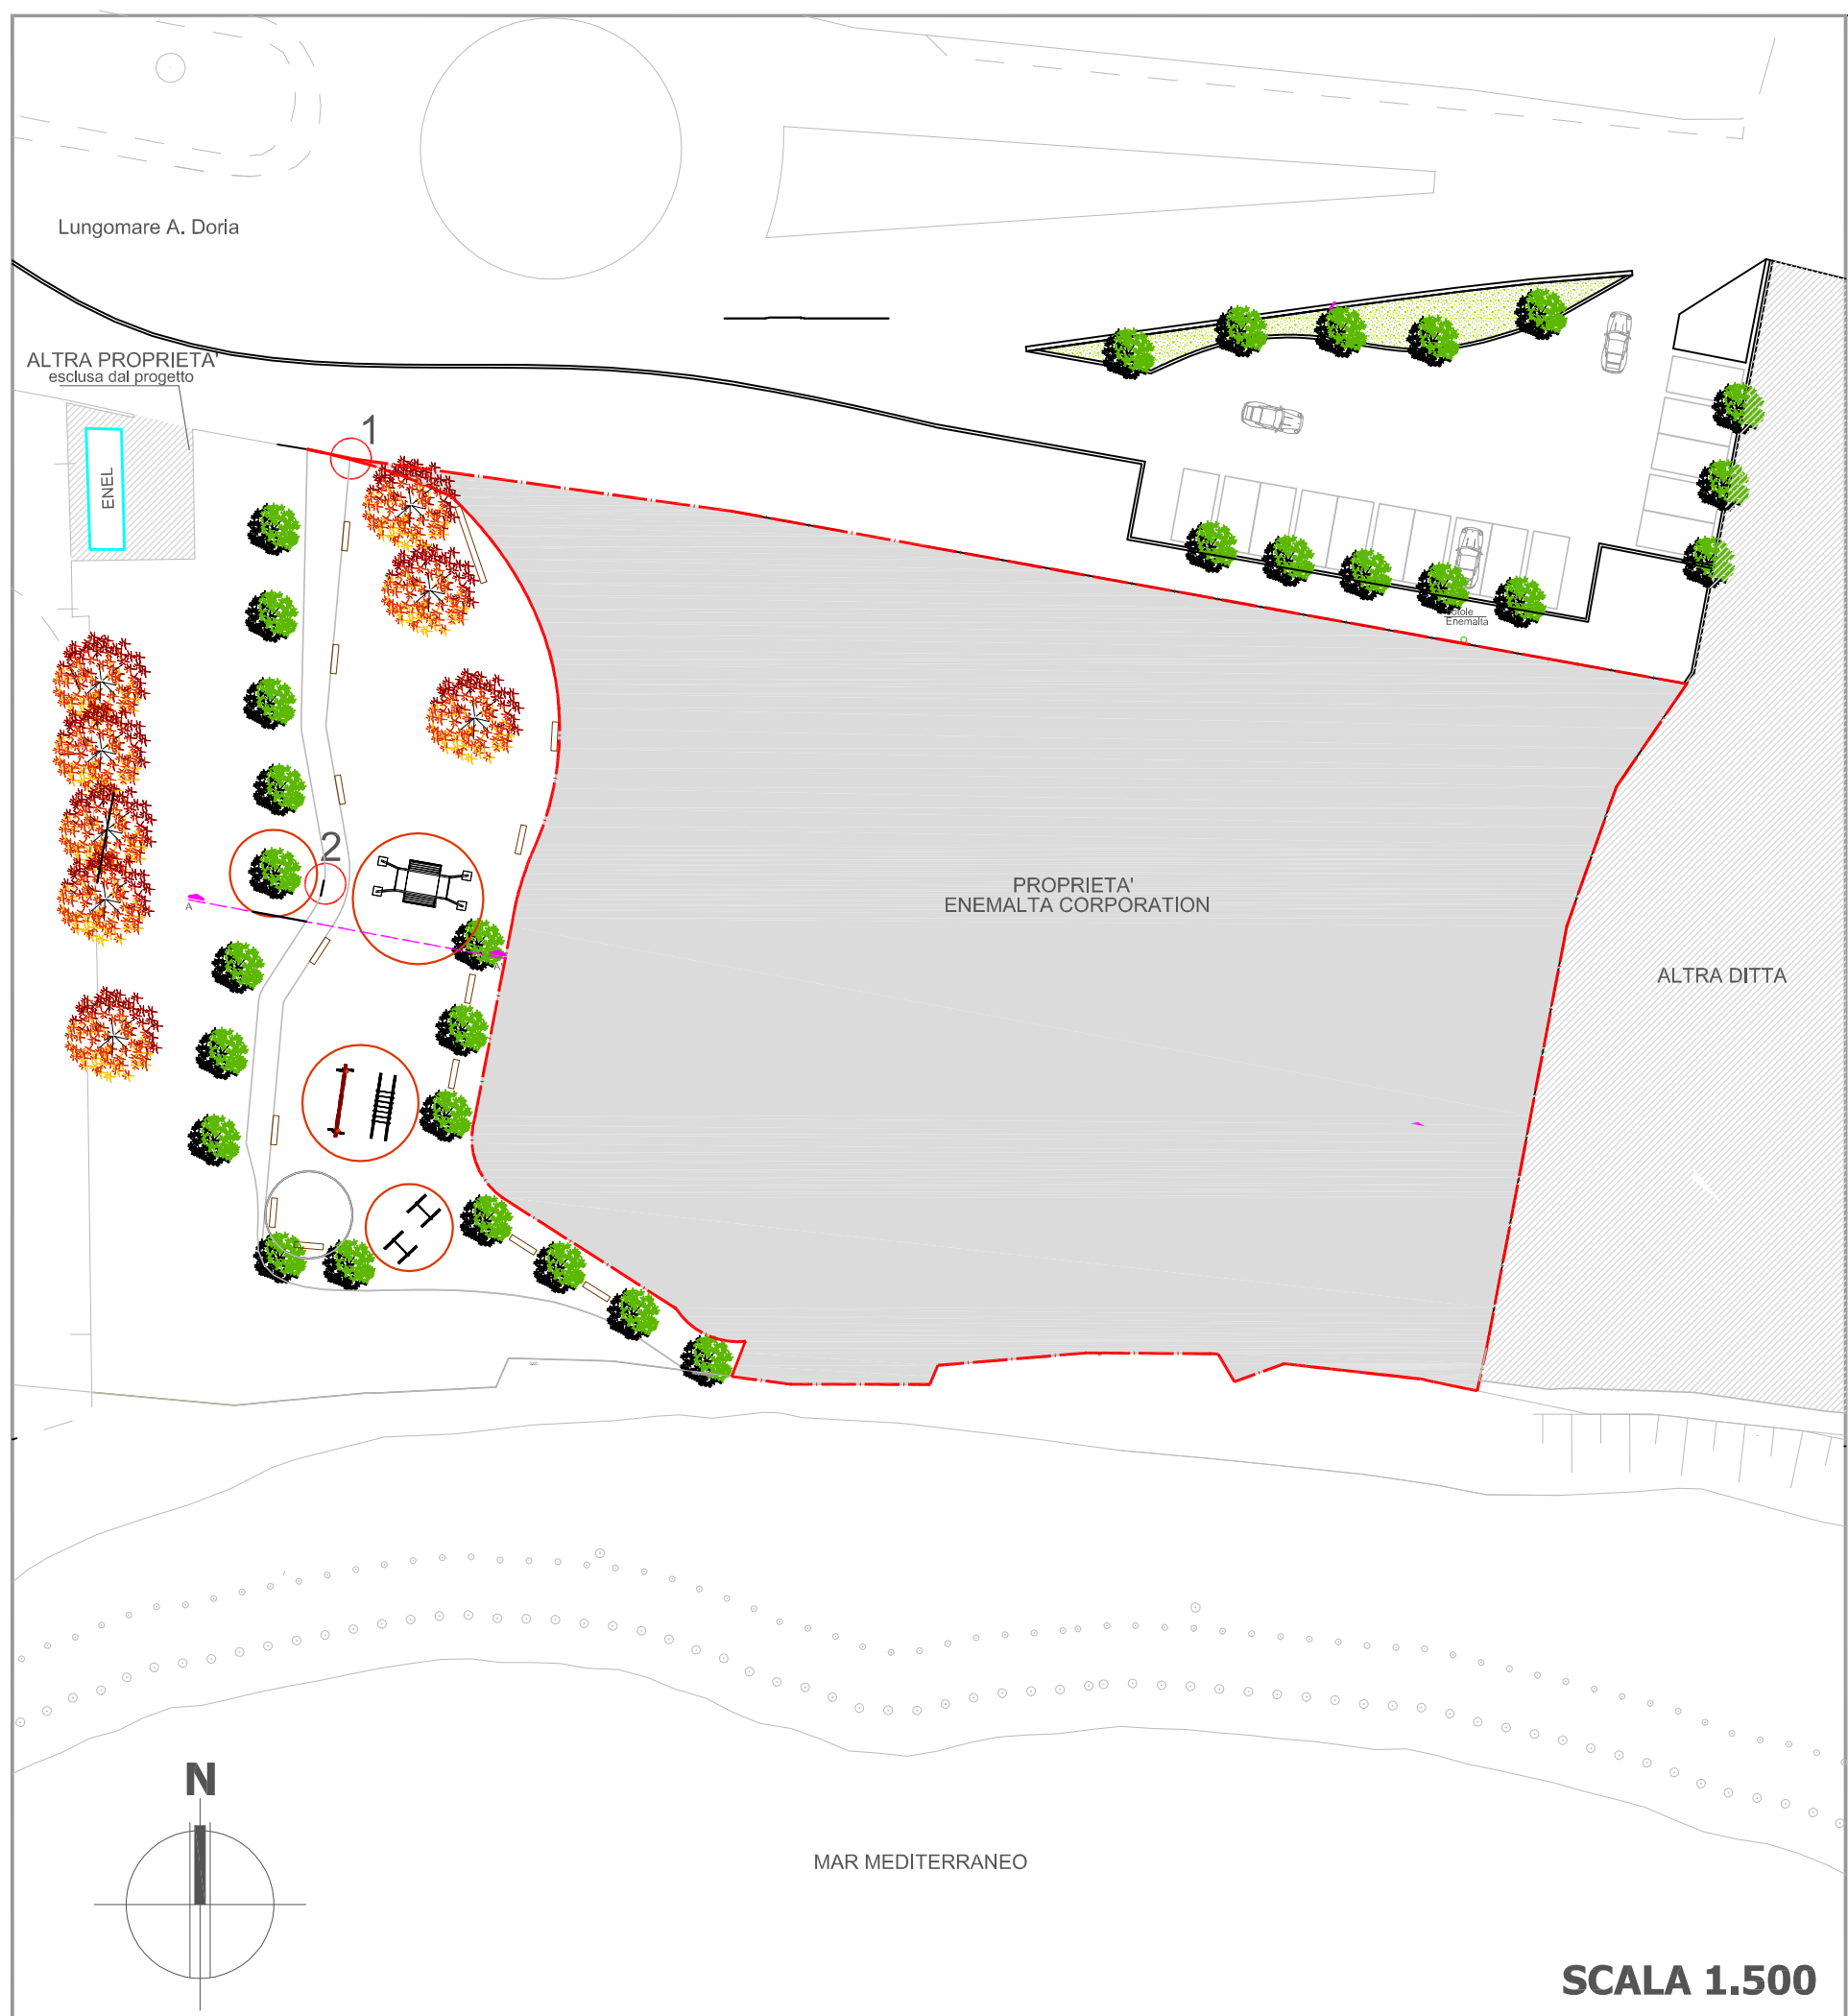 Lungomare A. Doria
ALTRA PROPRIETA'
esclusa dal progetto
1
ENEL
Enemalta
2
A
A
PROPRIETA'
ENEMALTA CORPORATION
ALTRA DITTA
N
MAR MEDITERRANEO
SCALA 1.500